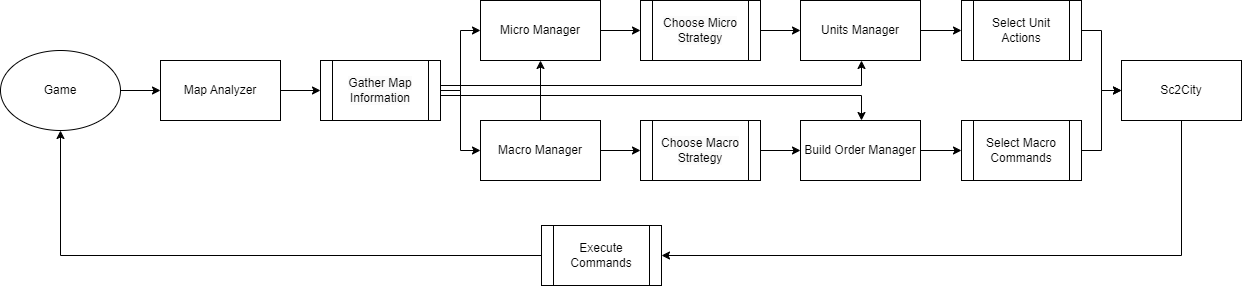 Game
Map Analyzer
Gather Map
Information
Micro Manager
Choose Micro
Strategy
Units Manager
Select Unit
Actions
Macro Manager
Choose Macro
Strategy
Build Order Manager
Select Macro
Commands
Sc2City
Execute
Commands